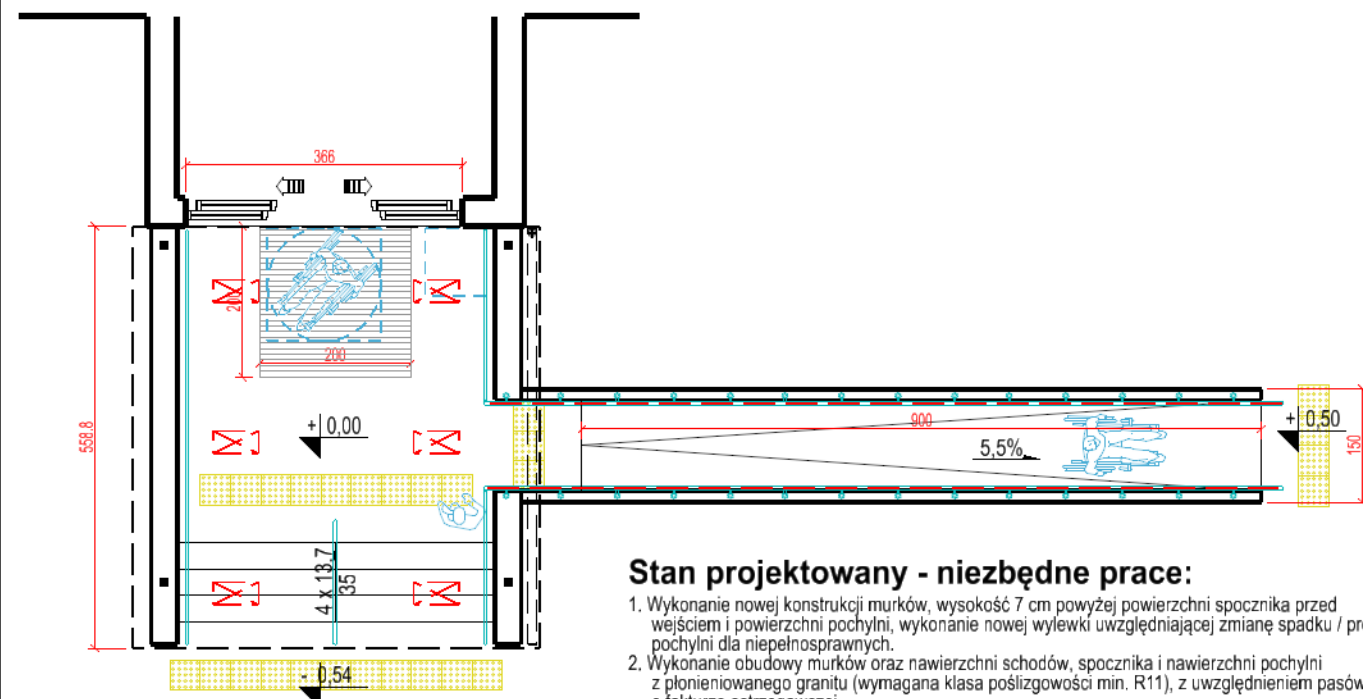 366
558.8
200
200
+ 0,00
900
5,5%
+ 0,50
150
4 x 13.7
35
- 0,54
Stan projektowany - niezbędne prace:
1. Wykonanie nowej konstrukcji murków, wysokość 7 cm powyżej powierzchni spocznika przed
wejściem i powierzchni pochylni, wykonanie nowej wylewki uwzględniającej zmianę spadku / pr
pochylni dla niepełnosprawnych.
2. Wykonanie obudowy murków oraz nawierzchni schodów, spocznika i nawierzchni pochylni
z płonieniowanego granitu (wymagana klasa poślizgowości min. R11), z uwzględnieniem pasów